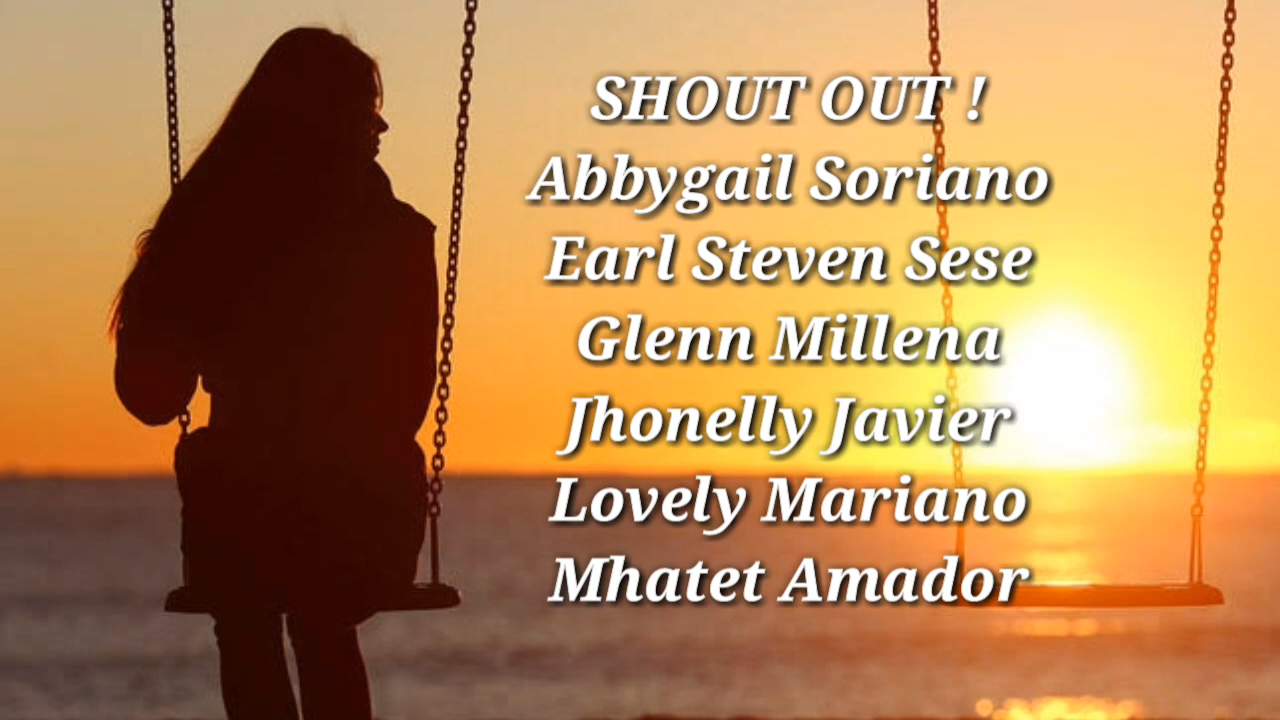 SHOUT OUT !
Abbygail Soriano
Earl Steven Sese
Glenn Millena
Jhonelly Javier
Lovely Mariano
Mhatet Amador